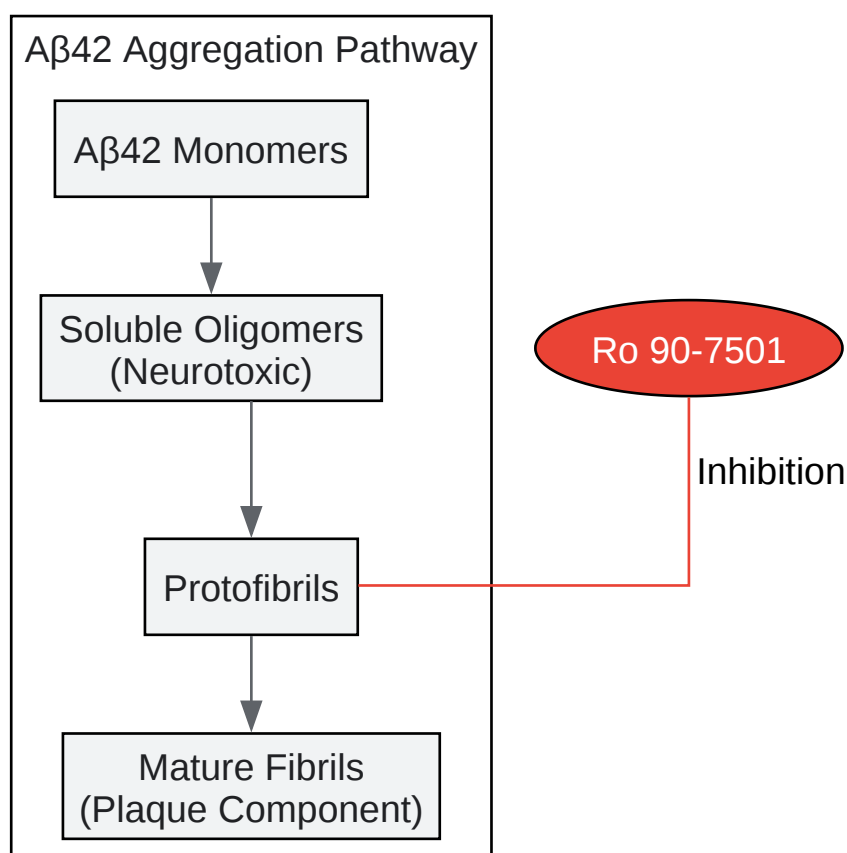 Aβ42 Aggregation Pathway
Aβ42 Monomers
Soluble Oligomers
(Neurotoxic)
Ro 90-7501
Inhibition
Protofibrils
Mature Fibrils
(Plaque Component)